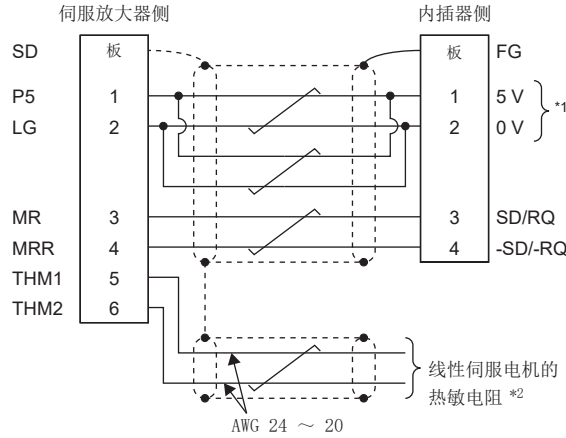 伺服放大器侧 内插器侧
SD 板 板 FG
P5 1 1 5 V
*1
LG 2 2 0 V
MR 3 3 SD/RQ
MRR 4 4 -SD/-RQ
THM1 5
THM2 6
线性伺服电机的
热敏电阻 *2
AWG 24 ～ 20